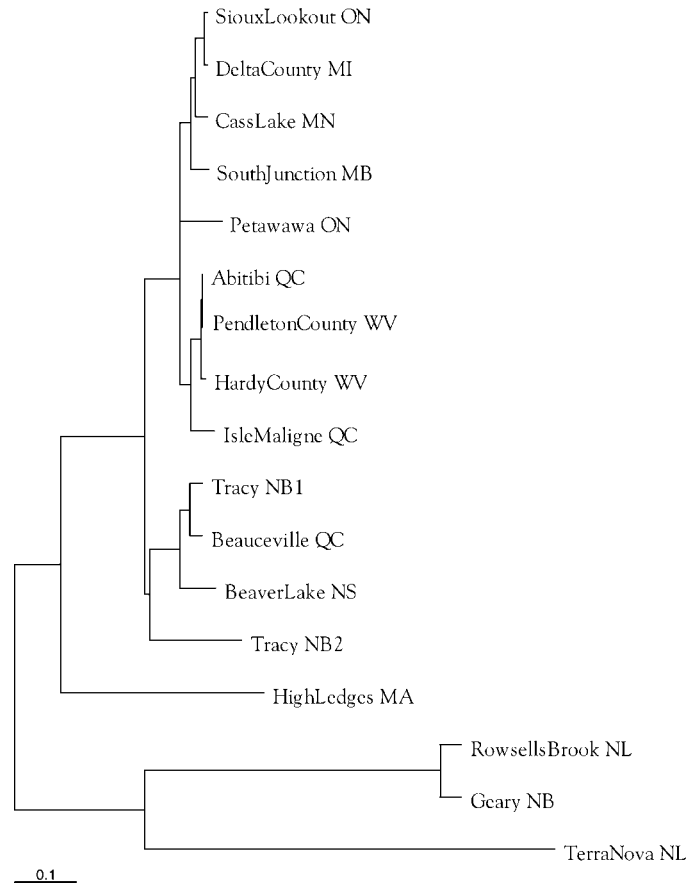 SiouxLookout ON
DeltaCounty MI
CassLake MN
SouthJunction MB
Petawawa ON
Abitibi QC
PendletonCounty WV
HardyCounty WV
IsleMaligne QC
Tracy NB1
Beauceville QC
BeaverLake NS
Tracy NB2
HighLedges MA
RowsellsBrook NL
Geary NB
TerraNova NL
0.1